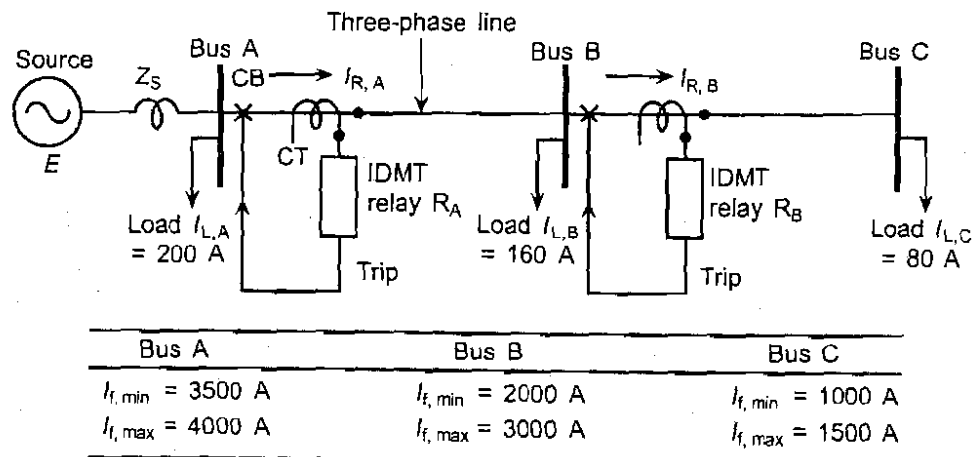 Three-phase line
Source
Bus A
Bus B
Bus C
Z_S
CB
I_R, A
I_R, B
E
CT
IDMT
relay R_A
IDMT
relay R_B
Load I_L,A
= 200 A
Load I_L,B
= 160 A
Load I_L,C
= 80 A
Trip
Trip
Bus A Bus B Bus C
I_f, min = 3500 A I_f, min = 2000 A I_f, min = 1000 A
I_f, max = 4000 A I_f, max = 3000 A I_f, max = 1500 A